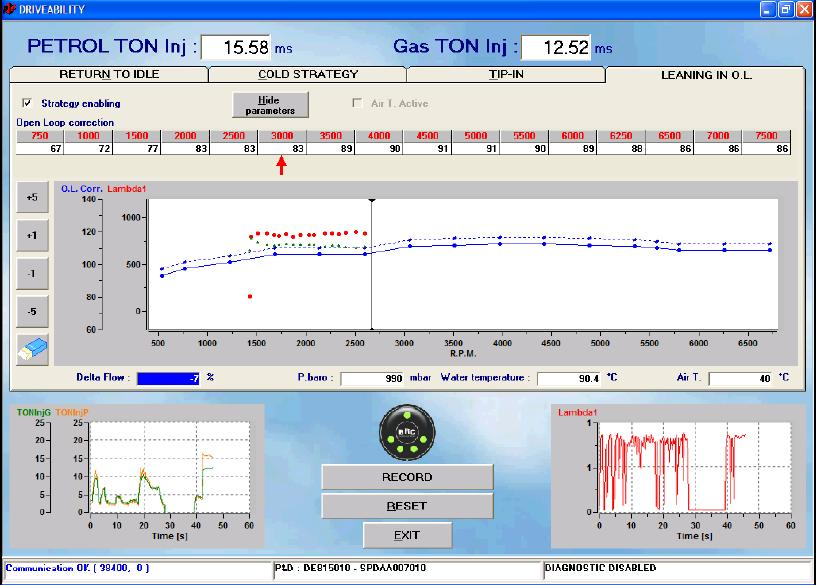 DRIVEABILITY
PETROL TON Inj : 15.58 ms Gas TON Inj : 12.52 ms
RETURN TO IDLE COLD STRATEGY TIP-IN LEANING IN O.L.
Strategy enabling Hide parameters Air T. Active
Open Loop correction
750 1000 1500 2000 2500 3000 3500 4000 4500 5000 5500 6000 6250 6500 7000 7500
67 72 77 83 83 83 89 90 91 91 90 89 88 86 86 86
+5
+1
-1
-5
O.L. Corr. Lambda1
140
120
100
80
60
1000
500
0
500 1000 1500 2000 2500 3000 3500 4000 4500 5000 5500 6000 6500
R.P.M.
Delta Flow : -7 % P.baro : 990 mbar Water temperature : 90.4 °C Air T. 40 °C
TONInjG TONInjP
25 25
20 20
15 15
10 10
5 5
0 0
0 10 20 30 40 50 60
Time [s]
BRC
RECORD
RESET
EXIT
Lambda1
1
1
0
0 10 20 30 40 50 60
Time [s]
Communication OK ( 38400, 0 ) P&D : DE815010 - SPDAA007010 DIAGNOSTIC DISABLED